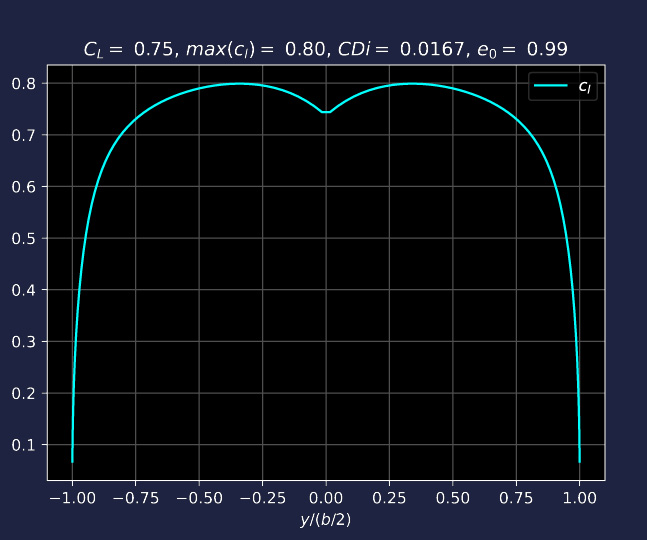 C_L = 0.75, max(c_l) = 0.80, CDi = 0.0167, e_0 = 0.99
c_l
0.8
0.7
0.6
0.5
0.4
0.3
0.2
0.1
−1.00 −0.75 −0.50 −0.25 0.00 0.25 0.50 0.75 1.00
y/(b/2)